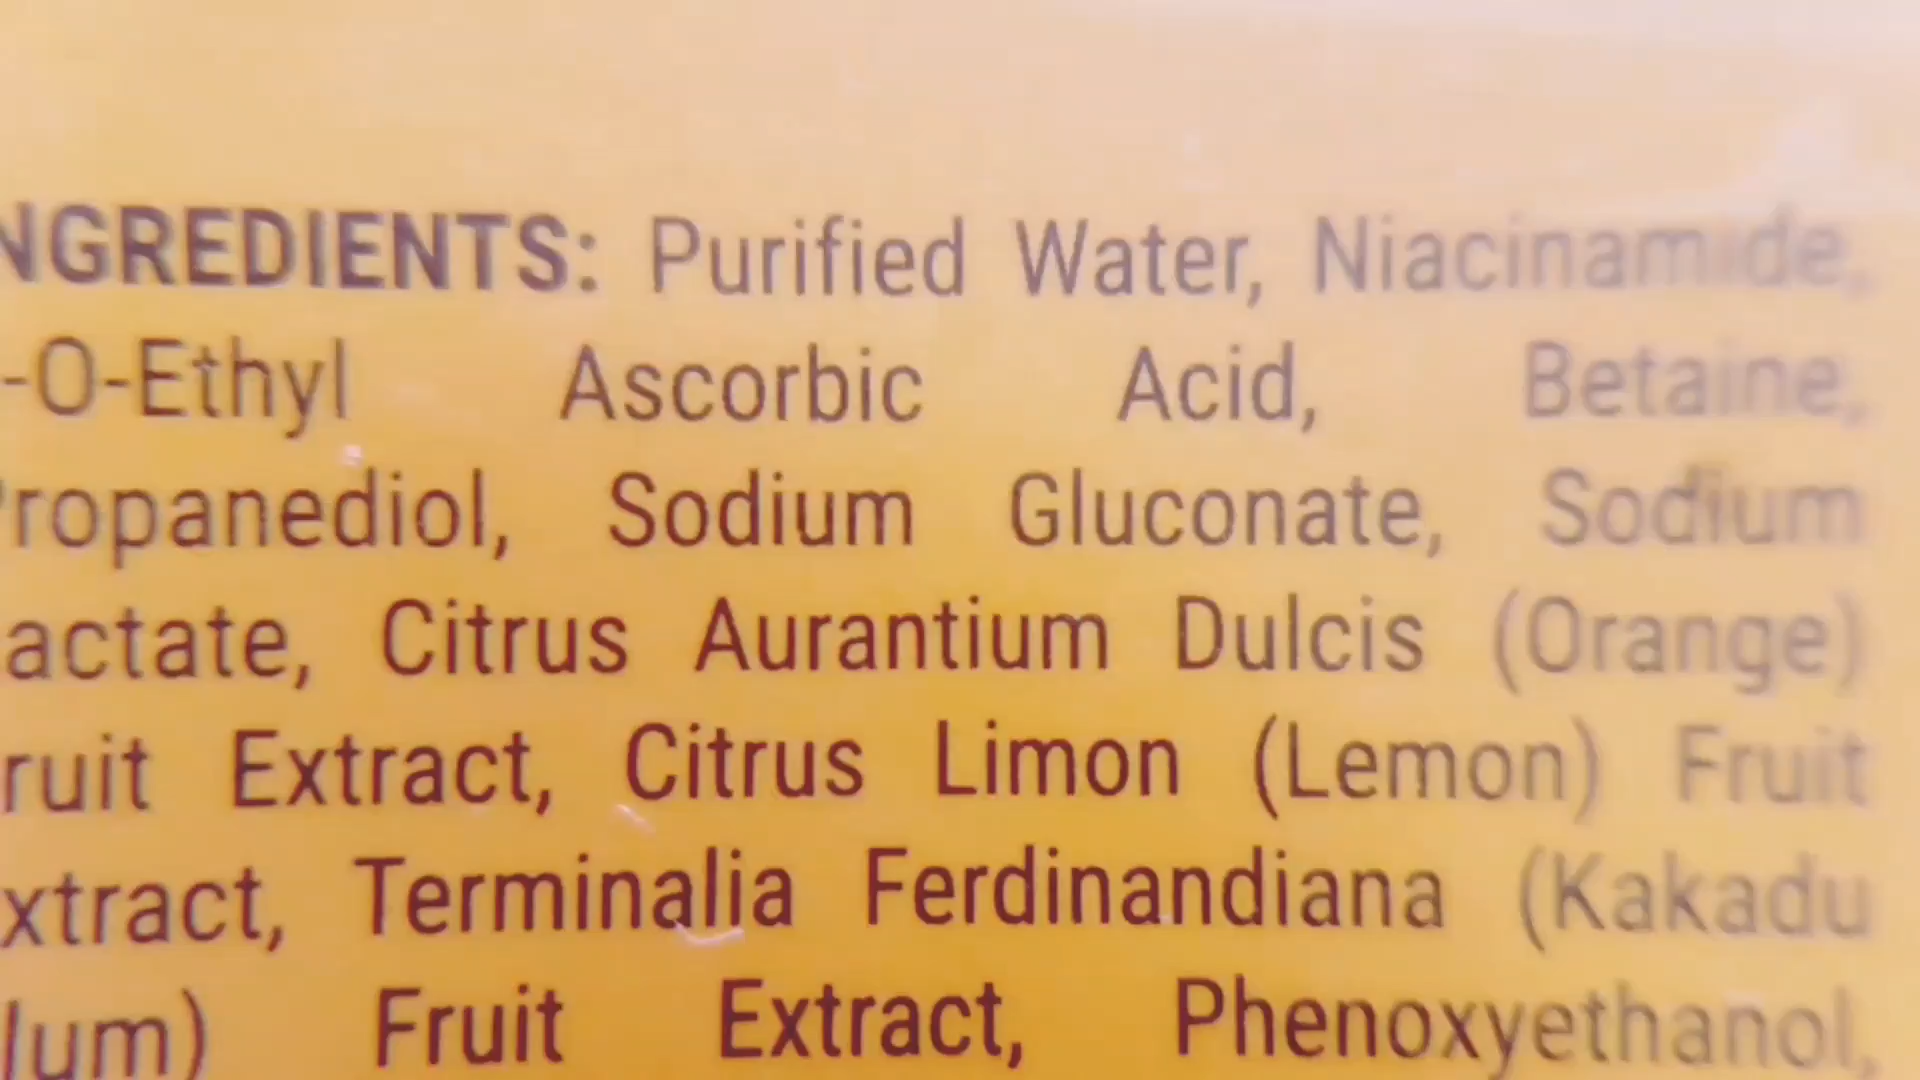 NGREDIENTS: Purified Water, Niacinamide,
-O-Ethyl Ascorbic Acid, Betaine,
Propanediol, Sodium Gluconate, Sodium
actate, Citrus Aurantium Dulcis (Orange)
ruit Extract, Citrus Limon (Lemon) Fruit
xtract, Terminalia Ferdinandiana (Kakadu
lum) Fruit Extract, Phenoxyethanol,